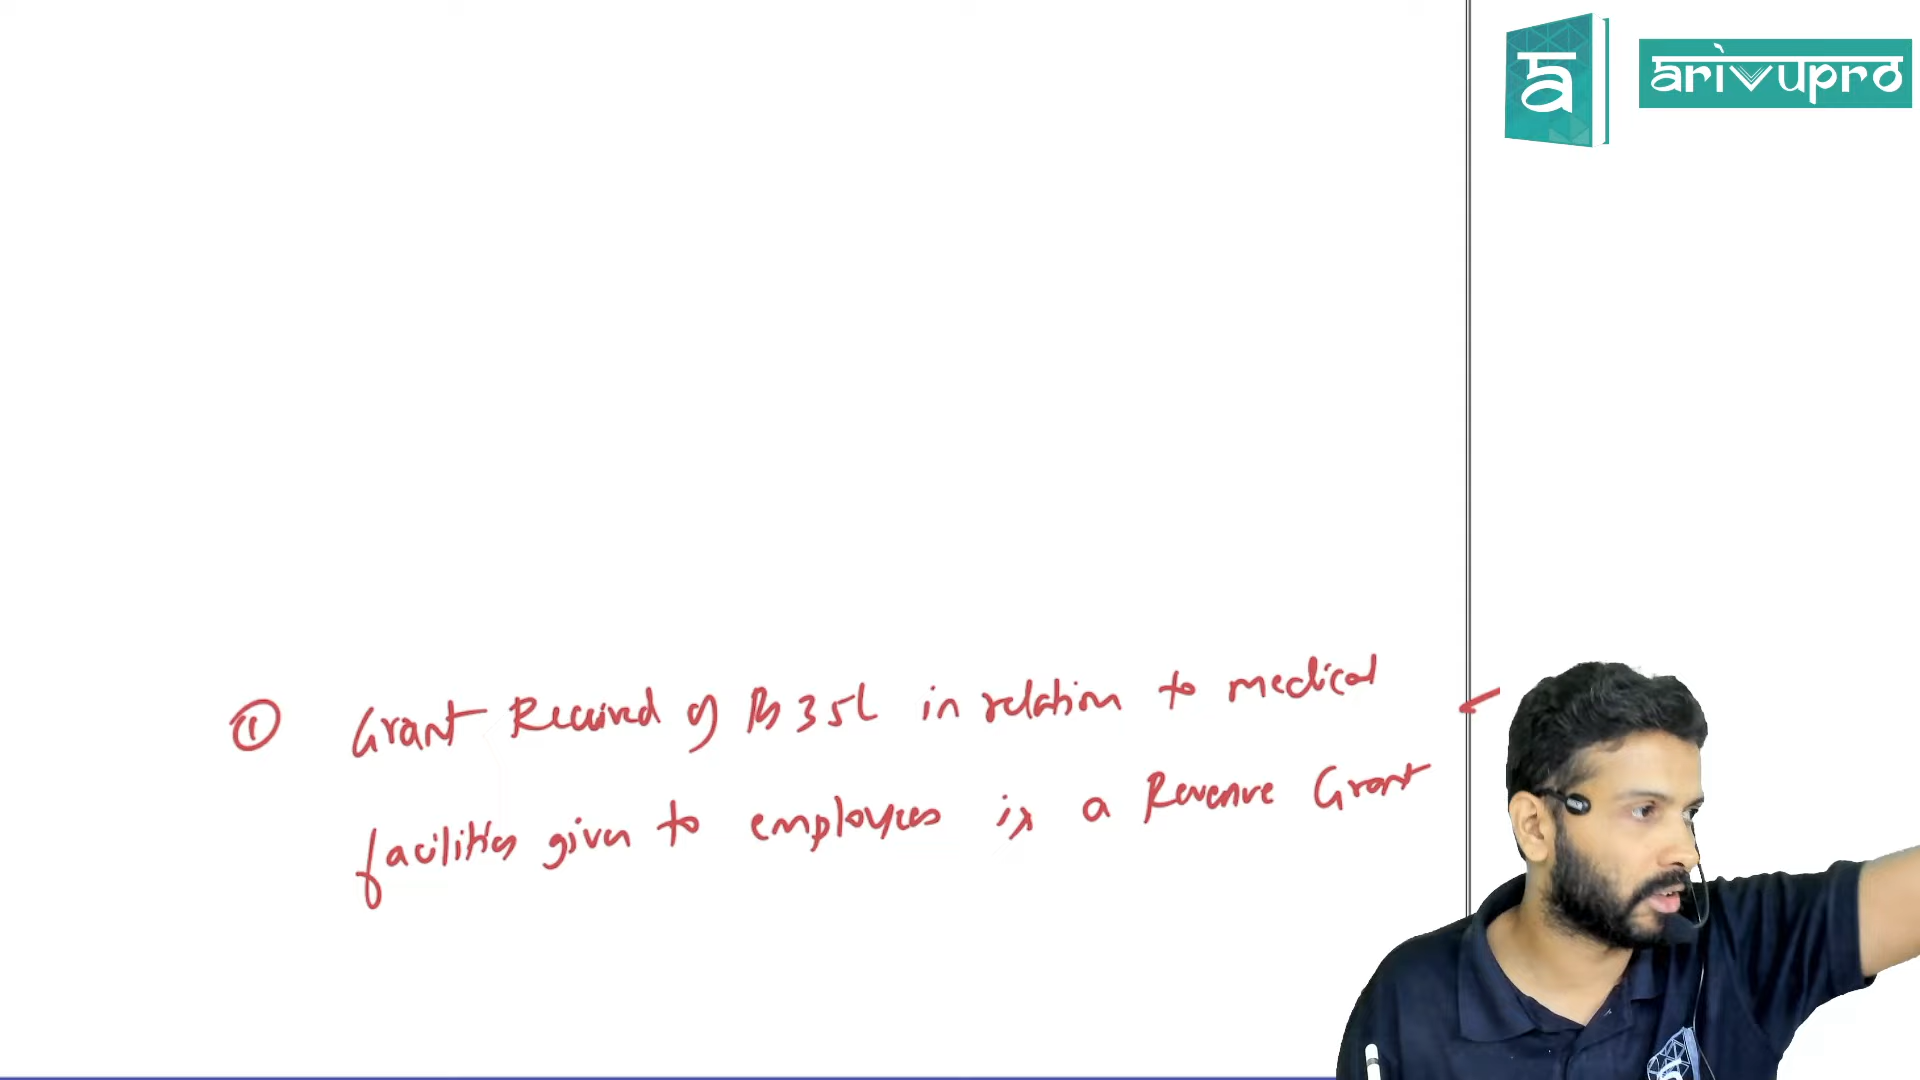 a arivupro
① Grant Received of Rs 35L in relation to medical
facilities given to employees is a Revenue Grant